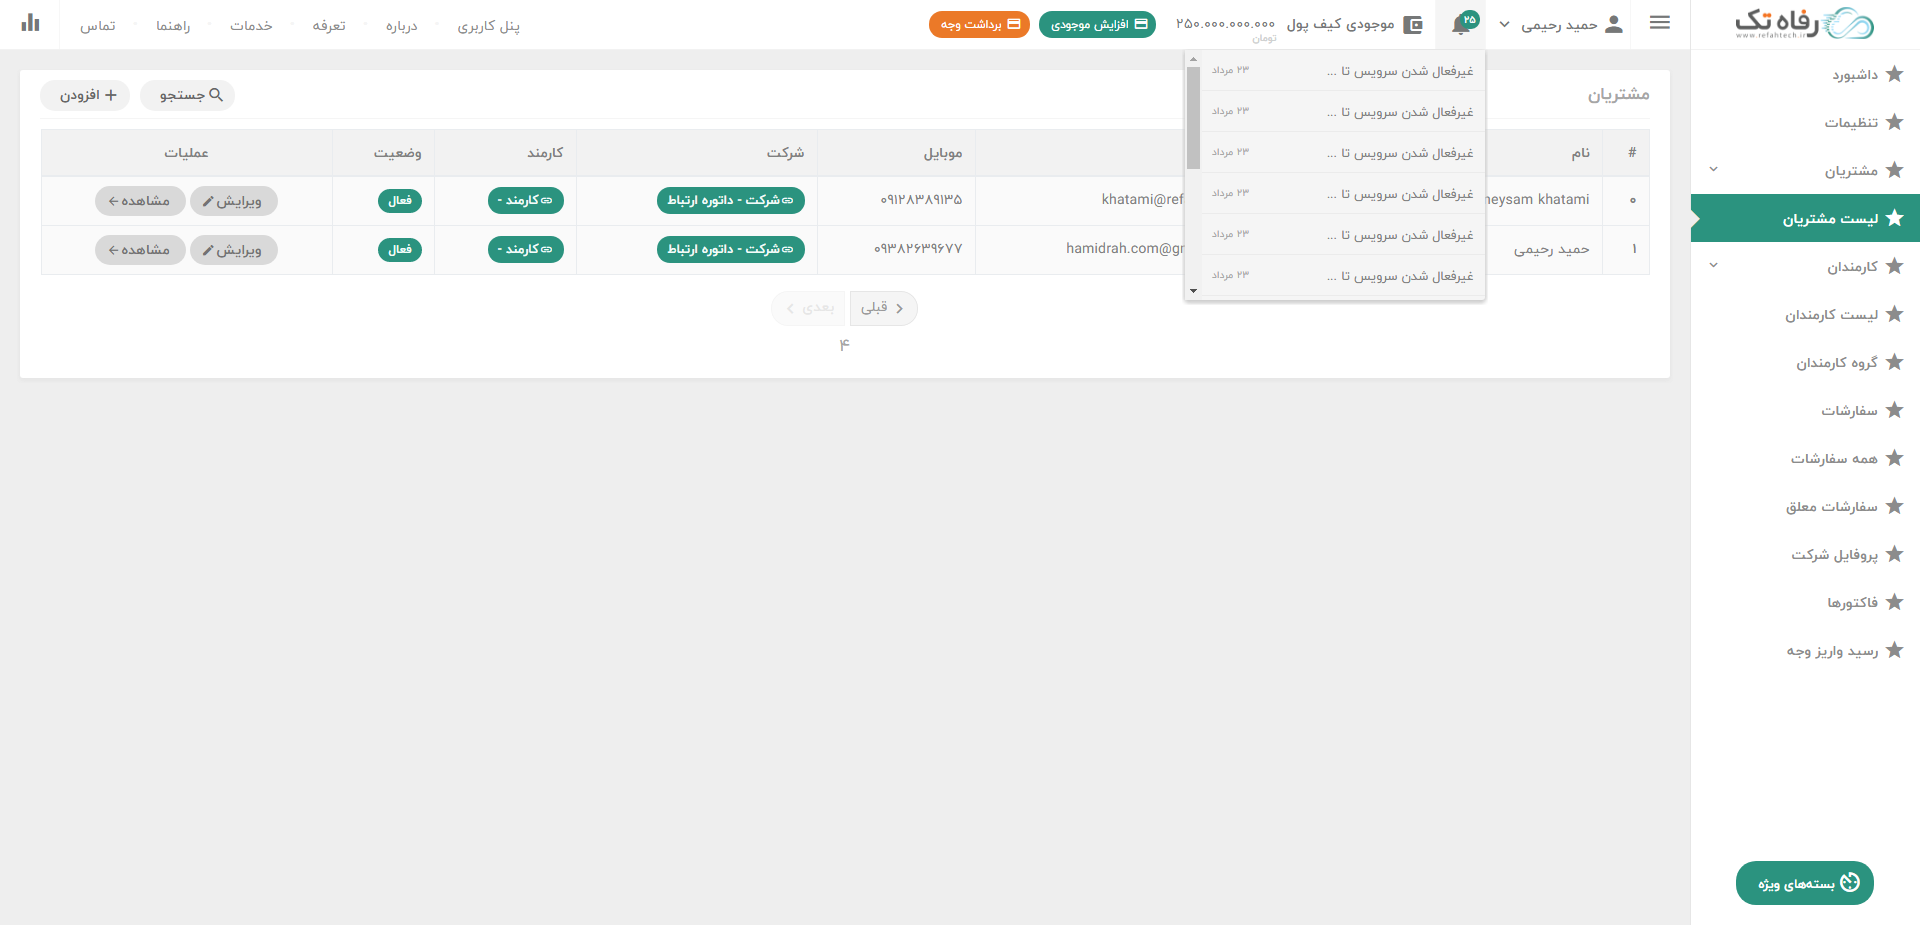 رفاه تک
www.refahtech.ir
حمید رحیمی
۲۵
موجودی کیف پول ۲۵۰.۰۰۰.۰۰۰.۰۰۰
تومان
افزایش موجودی
برداشت وجه
پنل کاربری
درباره
تعرفه
خدمات
راهنما
تماس
داشبورد
تنظیمات
مشتریان
لیست مشتریان
کارمندان
لیست کارمندان
گروه کارمندان
سفارشات
همه سفارشات
سفارشات معلق
پروفایل شرکت
فاکتورها
رسید واریز وجه
بسته‌های ویژه
غیرفعال شدن سرویس تا ... ۲۳ مرداد
غیرفعال شدن سرویس تا ... ۲۳ مرداد
غیرفعال شدن سرویس تا ... ۲۳ مرداد
غیرفعال شدن سرویس تا ... ۲۳ مرداد
غیرفعال شدن سرویس تا ... ۲۳ مرداد
غیرفعال شدن سرویس تا ... ۲۳ مرداد
مشتریان
جستجو
افزودن
# نام موبایل شرکت کارمند وضعیت عملیات
۰ neysam khatami khatami@ref ۰۹۱۲۸۳۸۹۱۳۵ شرکت - داتوره ارتباط کارمند - فعال ویرایش مشاهده
۱ حمید رحیمی hamidrah.com@gr ۰۹۳۸۲۶۳۹۶۷۷ شرکت - داتوره ارتباط کارمند - فعال ویرایش مشاهده
قبلی بعدی
۴